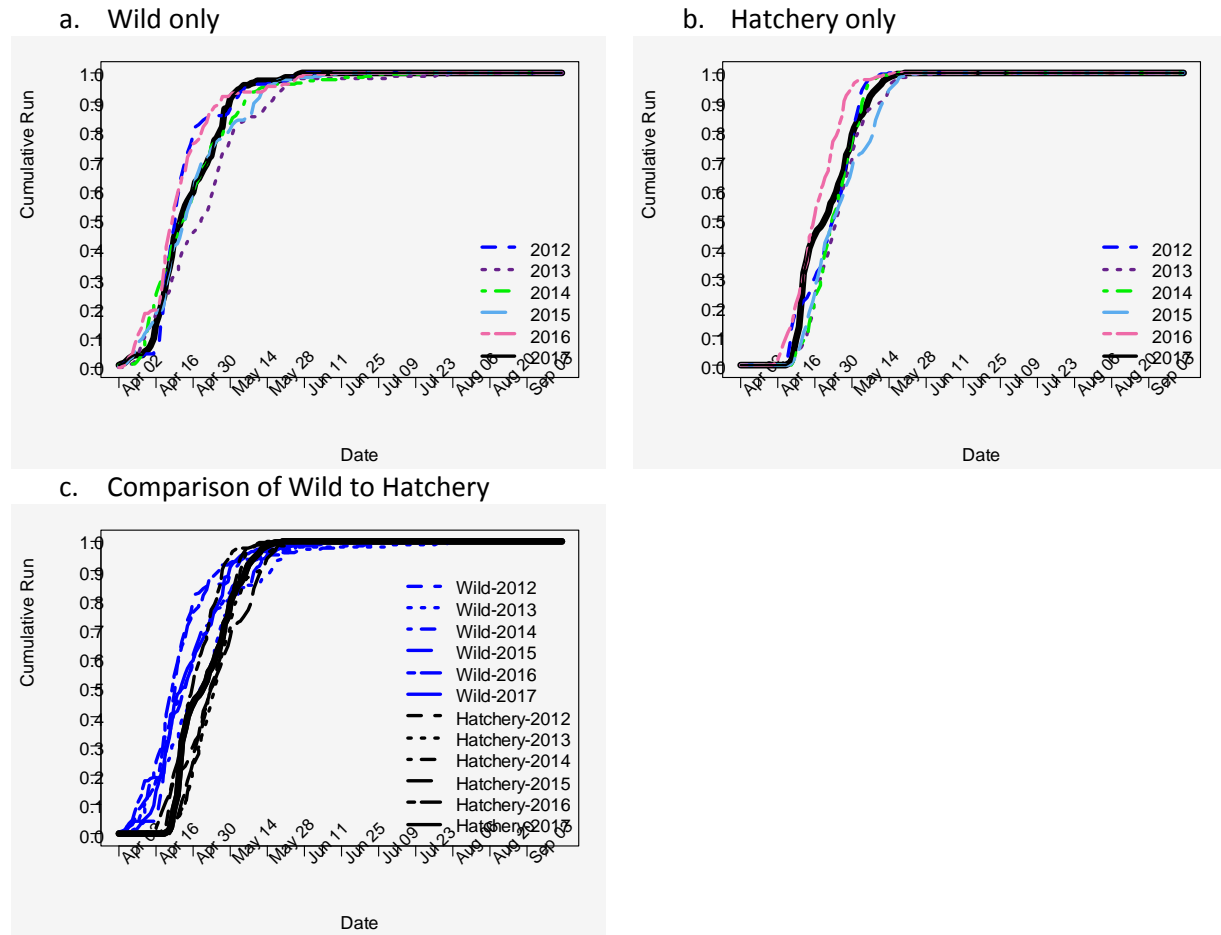 a. Wild only
Cumulative Run
1.0
0.9
0.8
0.7
0.6
0.5
0.4
0.3
0.2
0.1
0.0
2012
2013
2014
2015
2016
2017
Apr 02
Apr 16
Apr 30
May 14
May 28
Jun 11
Jun 25
Jul 09
Jul 23
Aug 06
Aug 20
Sep 03
Date
b. Hatchery only
Cumulative Run
1.0
0.9
0.8
0.7
0.6
0.5
0.4
0.3
0.2
0.1
0.0
2012
2013
2014
2015
2016
2017
Apr 02
Apr 16
Apr 30
May 14
May 28
Jun 11
Jun 25
Jul 09
Jul 23
Aug 06
Aug 20
Sep 03
Date
c. Comparison of Wild to Hatchery
Cumulative Run
1.0
0.9
0.8
0.7
0.6
0.5
0.4
0.3
0.2
0.1
0.0
Wild-2012
Wild-2013
Wild-2014
Wild-2015
Wild-2016
Wild-2017
Hatchery-2012
Hatchery-2013
Hatchery-2014
Hatchery-2015
Hatchery-2016
Hatchery-2017
Apr 02
Apr 16
Apr 30
May 14
May 28
Jun 11
Jun 25
Jul 09
Jul 23
Aug 06
Aug 20
Sep 03
Date